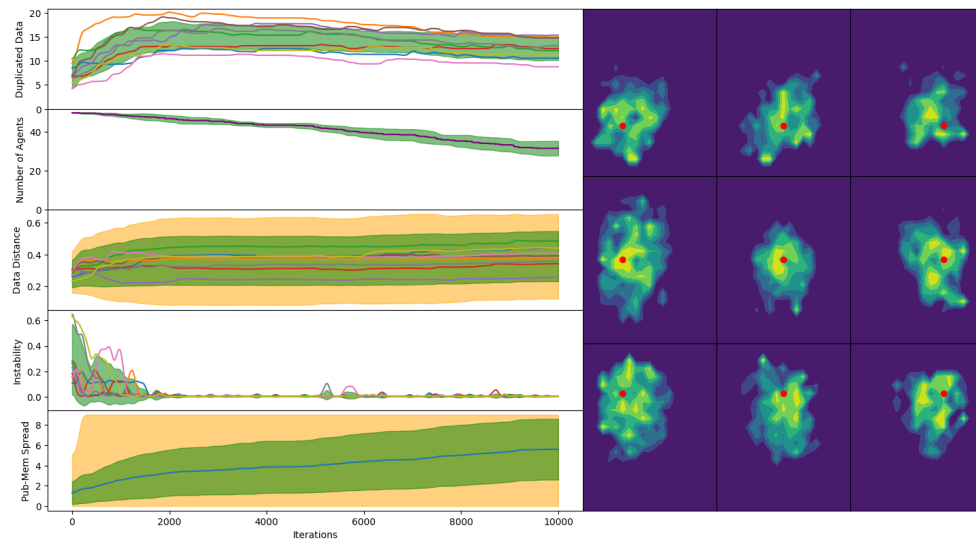 Duplicated Data
20
15
10
5
0
Number of Agents
40
20
0
Data Distance
0.6
0.4
0.2
Instability
0.6
0.4
0.2
0.0
Pub-Mem Spread
8
6
4
2
0
0 2000 4000 6000 8000 10000
Iterations